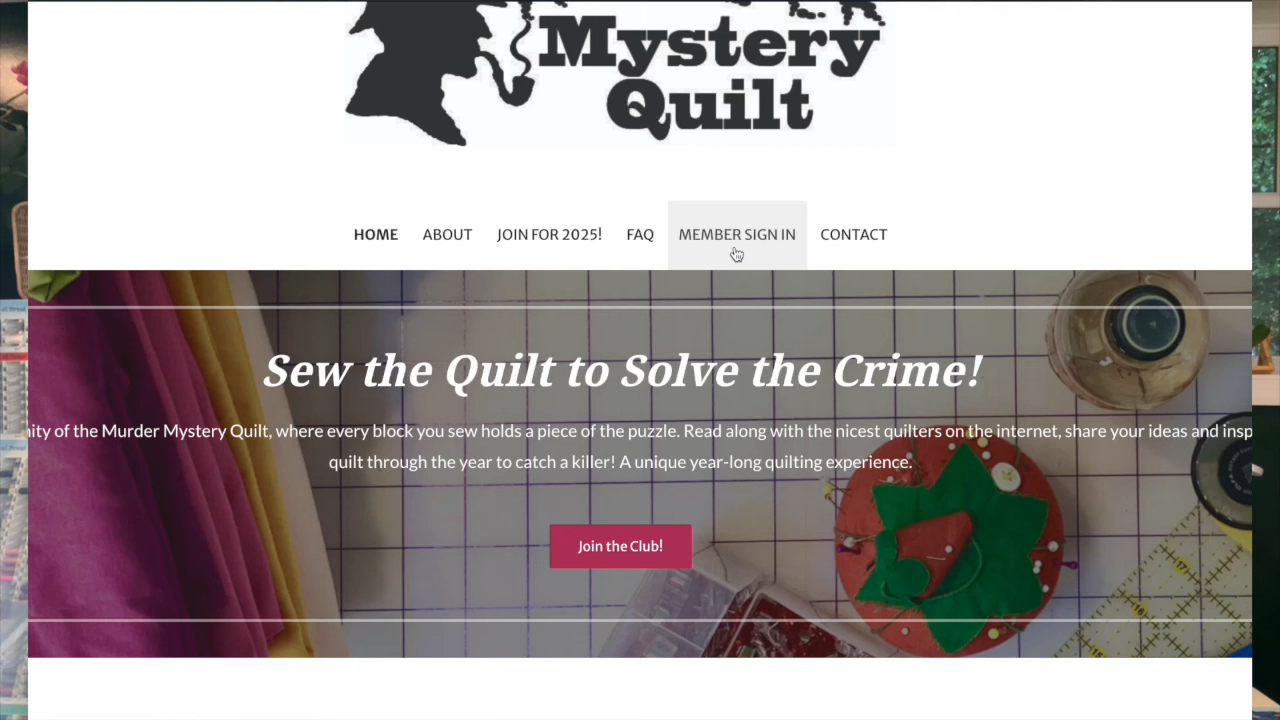 Mystery
Quilt
HOME ABOUT JOIN FOR 2025! FAQ MEMBER SIGN IN CONTACT
Sew the Quilt to Solve the Crime!
of the Murder Mystery Quilt, where every block you sew holds a piece of the puzzle. Read along with the nicest quilters on the internet, share your ideas and
quilt through the year to catch a killer! A unique year-long quilting experience.
Join the Club!
17
16
15